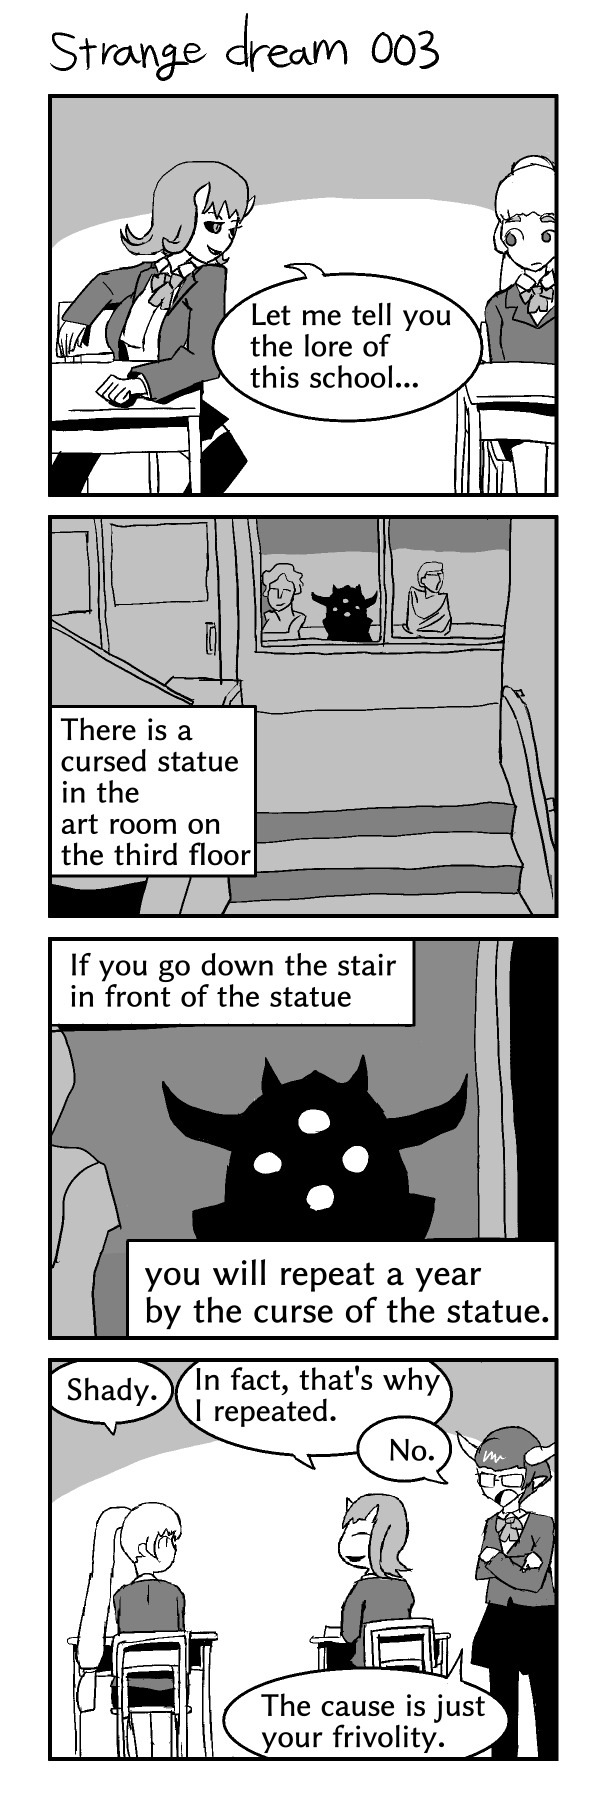 Strange dream 003
Let me tell you
the lore of
this school...
There is a
cursed statue
in the
art room on
the third floor
If you go down the stair
in front of the statue
you will repeat a year
by the curse of the statue.
Shady.
In fact, that's why
I repeated.
No.
The cause is just
your frivolity.